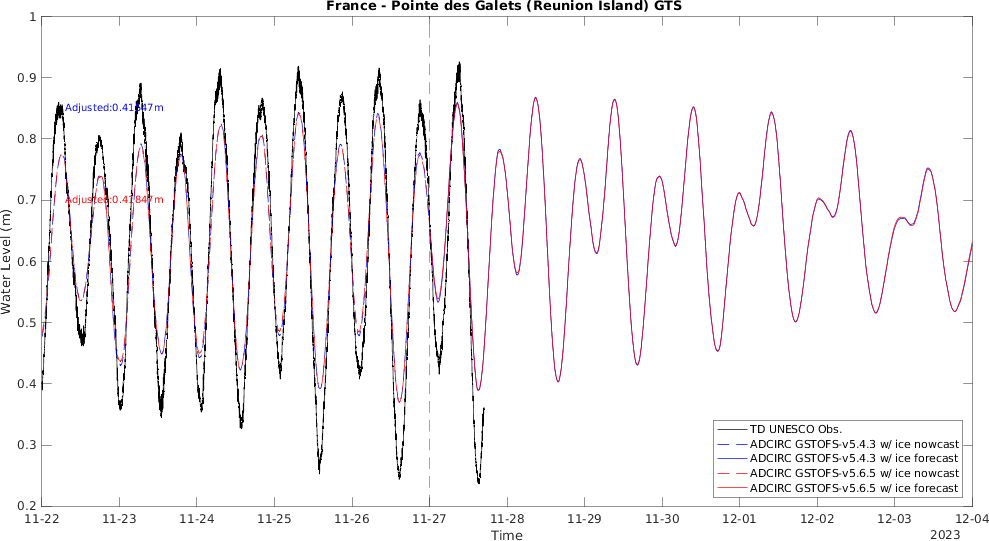 France - Pointe des Galets (Reunion Island) GTS
1
0.9
0.8
0.7
0.6
0.5
0.4
0.3
0.2
Water Level (m)
Adjusted:0.41847m
Adjusted:0.41847m
TD UNESCO Obs.
ADCIRC GSTOFS-v5.4.3 w/ ice nowcast
ADCIRC GSTOFS-v5.4.3 w/ ice forecast
ADCIRC GSTOFS-v5.6.5 w/ ice nowcast
ADCIRC GSTOFS-v5.6.5 w/ ice forecast
11-22 11-23 11-24 11-25 11-26 11-27 11-28 11-29 11-30 12-01 12-02 12-03 12-04
Time
2023